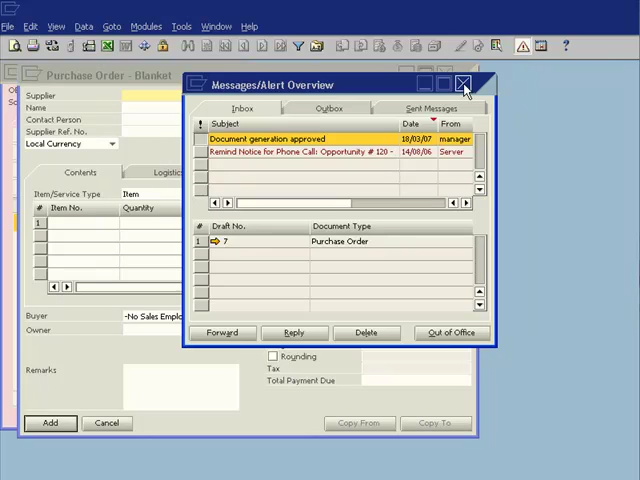 File Edit View Data Goto Modules Tools Window Help
Purchase Order - Blanket
Supplier
Name
Contact Person
Supplier Ref. No.
Local Currency
Contents Logistics
Item/Service Type Item
# Item No. Quantity
1
Buyer -No Sales Emplo
Owner
Remarks
Rounding
Tax
Total Payment Due
Add Cancel Copy From Copy To
Messages/Alert Overview
Inbox Outbox Sent Messages
! Subject Date From
Document generation approved 18/03/07 manager
Remind Notice for Phone Call: Opportunity # 120 - 14/08/06 Server
# Draft No. Document Type
1 7 Purchase Order
Forward Reply Delete Out of Office